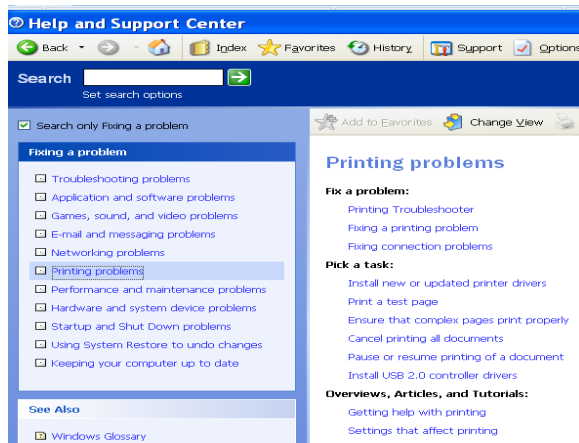 Help and Support Center
Back Index Favorites History Support Options
Search
Set search options
Search only Fixing a problem
Fixing a problem
Troubleshooting problems
Application and software problems
Games, sound, and video problems
E-mail and messaging problems
Networking problems
Printing problems
Performance and maintenance problems
Hardware and system device problems
Startup and Shut Down problems
Using System Restore to undo changes
Keeping your computer up to date
See Also
Windows Glossary
Add to Favorites Change View
Printing problems
Fix a problem:
Printing Troubleshooter
Fixing a printing problem
Fixing connection problems
Pick a task:
Install new or updated printer drivers
Print a test page
Ensure that complex pages print properly
Cancel printing all documents
Pause or resume printing of a document
Install USB 2.0 controller drivers
Overviews, Articles, and Tutorials:
Getting help with printing
Settings that affect printing